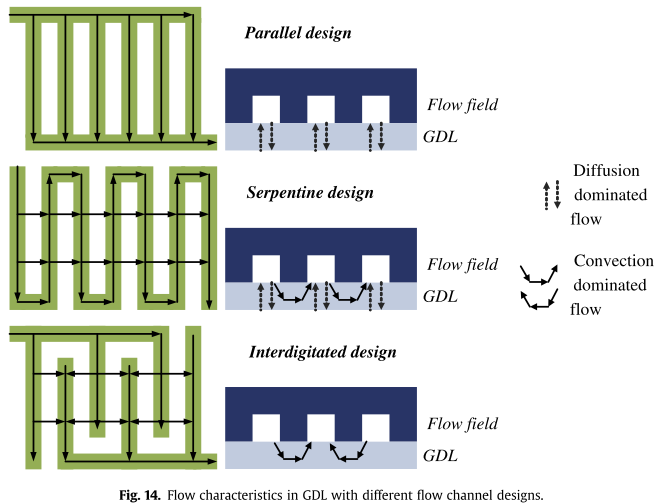 Parallel design
Flow field
GDL
Serpentine design
Flow field
GDL
Interdigitated design
Flow field
GDL
Diffusion
dominated
flow
Convection
dominated
flow
Fig. 14. Flow characteristics in GDL with different flow channel designs.